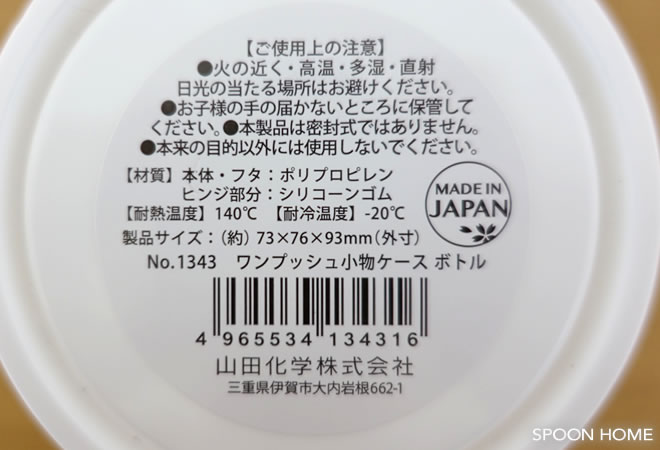 【ご使用上の注意】
●火の近く・高温・多湿・直射
日光の当たる場所はお避けください。
●お子様の手の届かないところに保管して
ください。●本製品は密封式ではありません。
●本来の目的以外には使用しないでください。
【材質】本体・フタ：ポリプロピレン
ヒンジ部分：シリコーンゴム
【耐熱温度】140℃ 【耐冷温度】-20℃
製品サイズ：（約）73×76×93mm（外寸）
No.1343 ワンプッシュ小物ケース ボトル
MADE IN
JAPAN
4 965534 134316
山田化学株式会社
三重県伊賀市大内岩根662-1
SPOON HOME